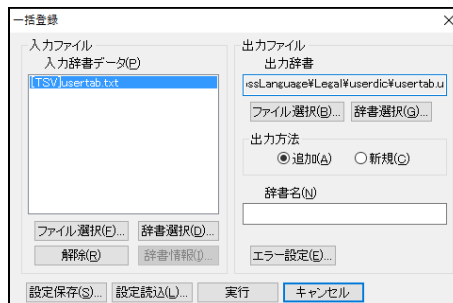 一括登録
入力ファイル
入力辞書データ(P)
[TSV]usertab.txt
ファイル選択(F)...
辞書選択(D)...
解除(R)
辞書情報(I)...
出力ファイル
出力辞書
ossLanguage¥Legal¥userdic¥usertab.u
ファイル選択(B)...
辞書選択(G)...
出力方法
追加(A)
新規(C)
辞書名(N)
エラー設定(E)...
設定保存(S)...
設定読込(L)...
実行
キャンセル